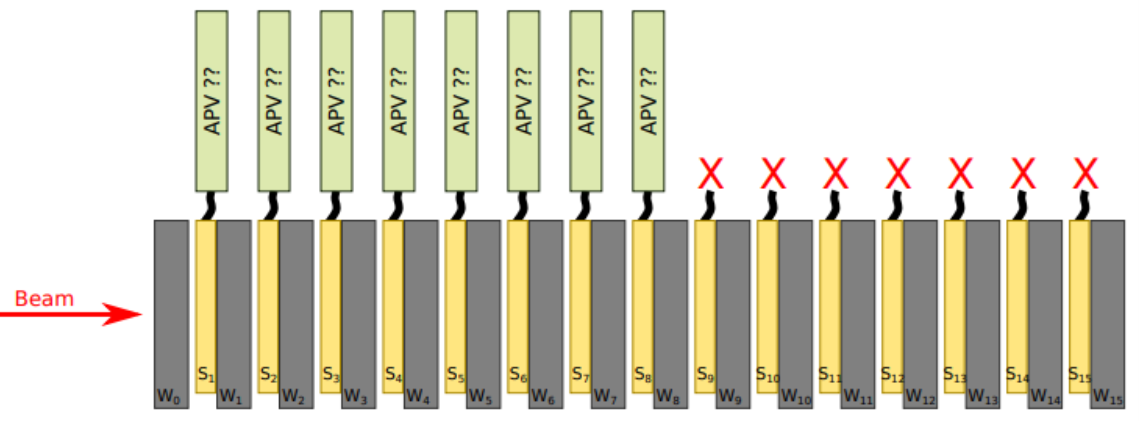 APV ?? APV ?? APV ?? APV ?? APV ?? APV ?? APV ?? APV ??
X X X X X X X
Beam
S₁ S₂ S₃ S₄ S₅ S₆ S₇ S₈ S₉ S₁₀ S₁₁ S₁₂ S₁₃ S₁₄ S₁₅
W₀ W₁ W₂ W₃ W₄ W₅ W₆ W₇ W₈ W₉ W₁₀ W₁₁ W₁₂ W₁₃ W₁₄ W₁₅